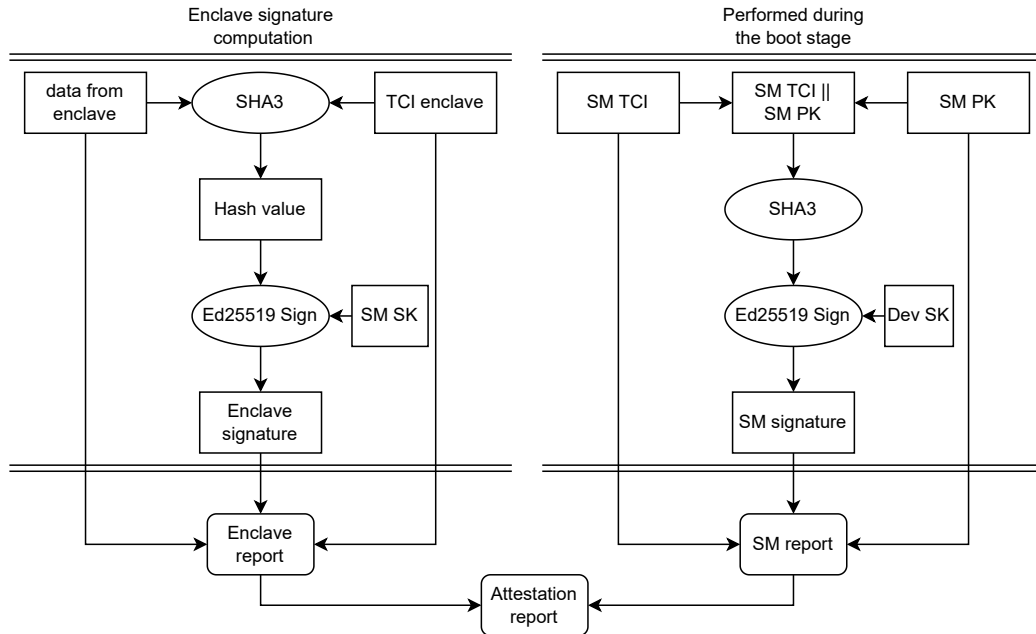 Enclave signature
computation
Performed during
the boot stage
data from
enclave
SHA3
TCI enclave
SM TCI
SM TCI ||
SM PK
SM PK
Hash value
SHA3
Ed25519 Sign
SM SK
Ed25519 Sign
Dev SK
Enclave
signature
SM signature
Enclave
report
SM report
Attestation
report